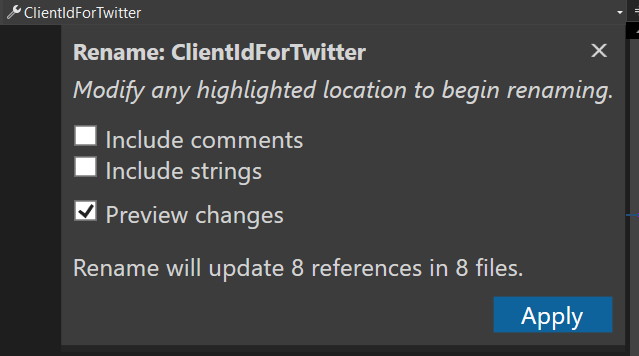 ClientIdForTwitter
Rename: ClientIdForTwitter
Modify any highlighted location to begin renaming.
Include comments
Include strings
Preview changes
Rename will update 8 references in 8 files.
Apply